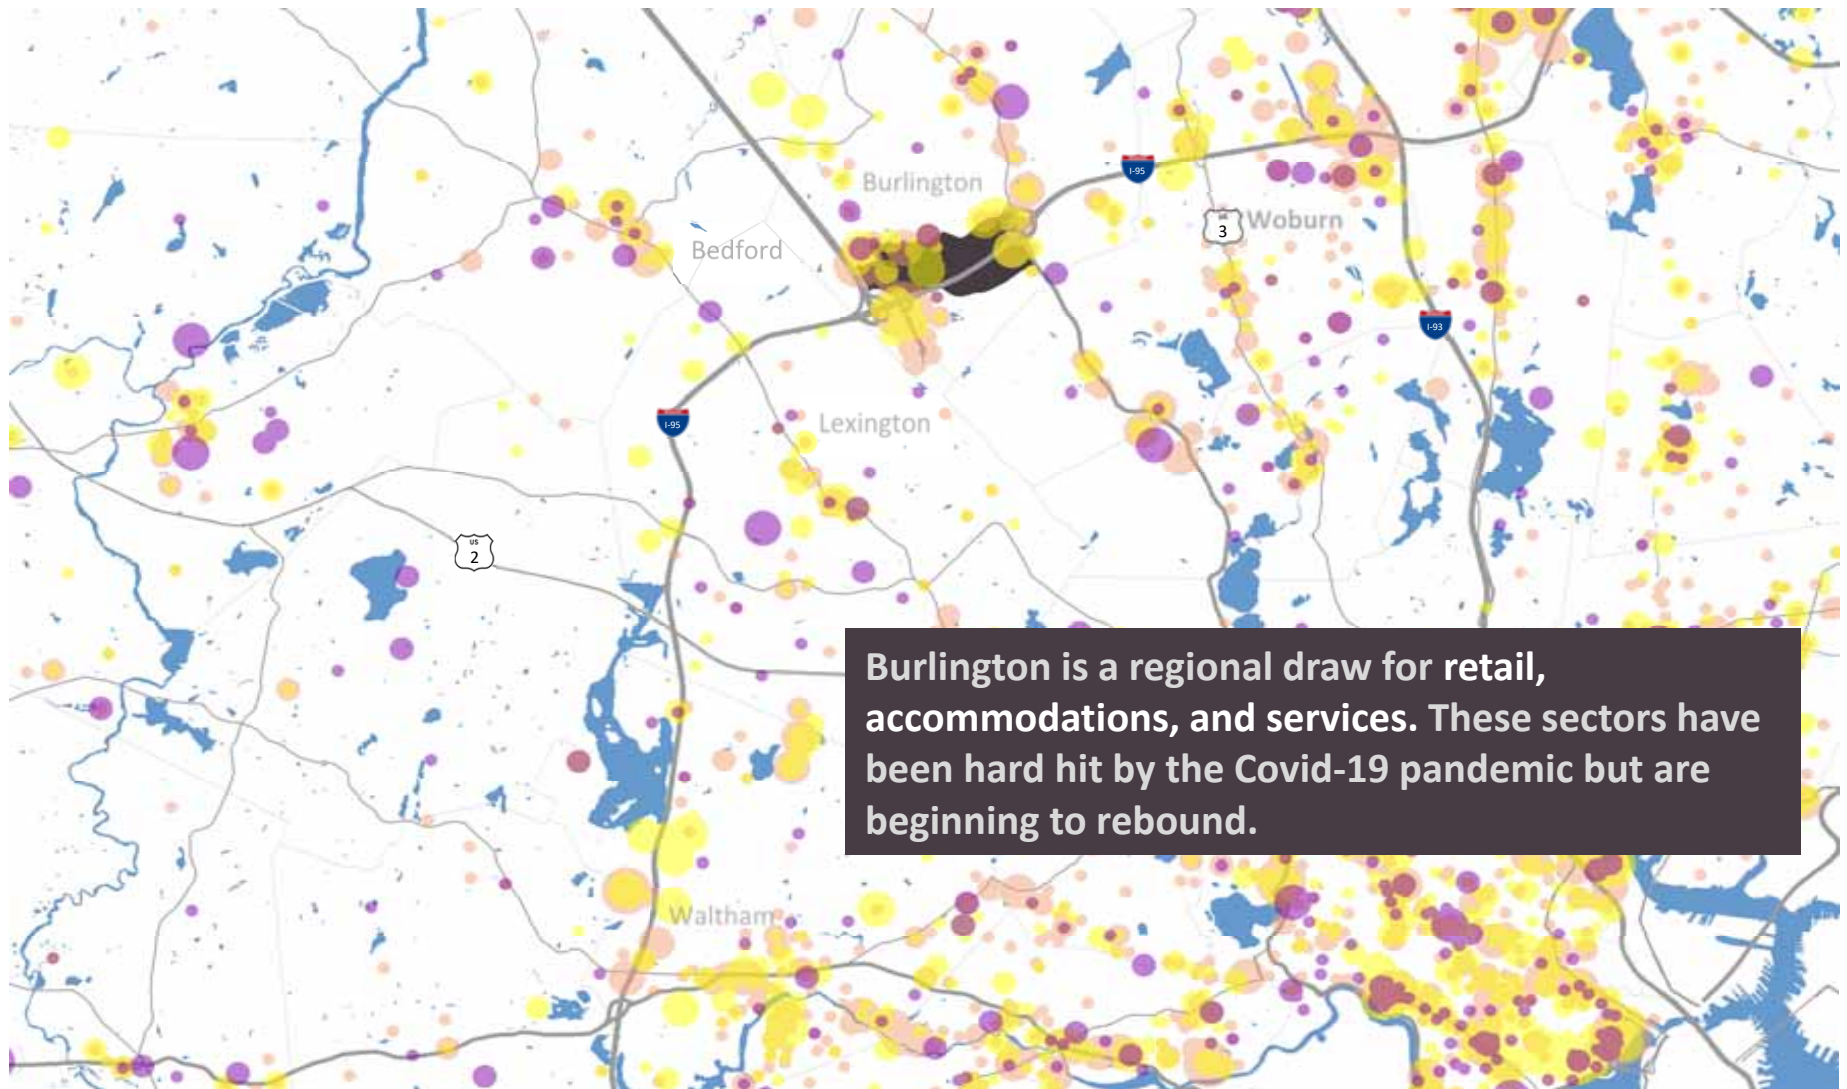 Burlington
I-95
US
3
Woburn
Bedford
I-93
I-95
Lexington
US
2
Burlington is a regional draw for retail,
accommodations, and services. These sectors have
been hard hit by the Covid-19 pandemic but are
beginning to rebound.
Waltham